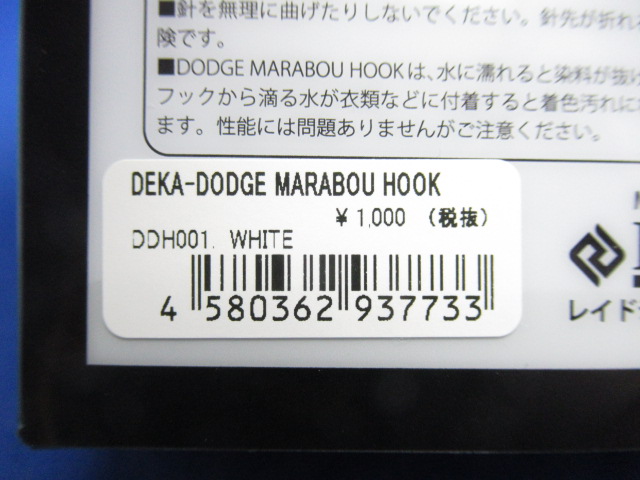 ■針を無理に曲げたりしないでください。針先が折れ
険です。
■DODGE MARABOU HOOKは、水に濡れると染料が抜け
フックから滴る水が衣類などに付着すると着色汚れに
ます。性能には問題ありませんがご注意ください。
DEKA-DODGE MARABOU HOOK
¥1,000 (税抜)
DDH001. WHITE
4 580362 937733
レイド